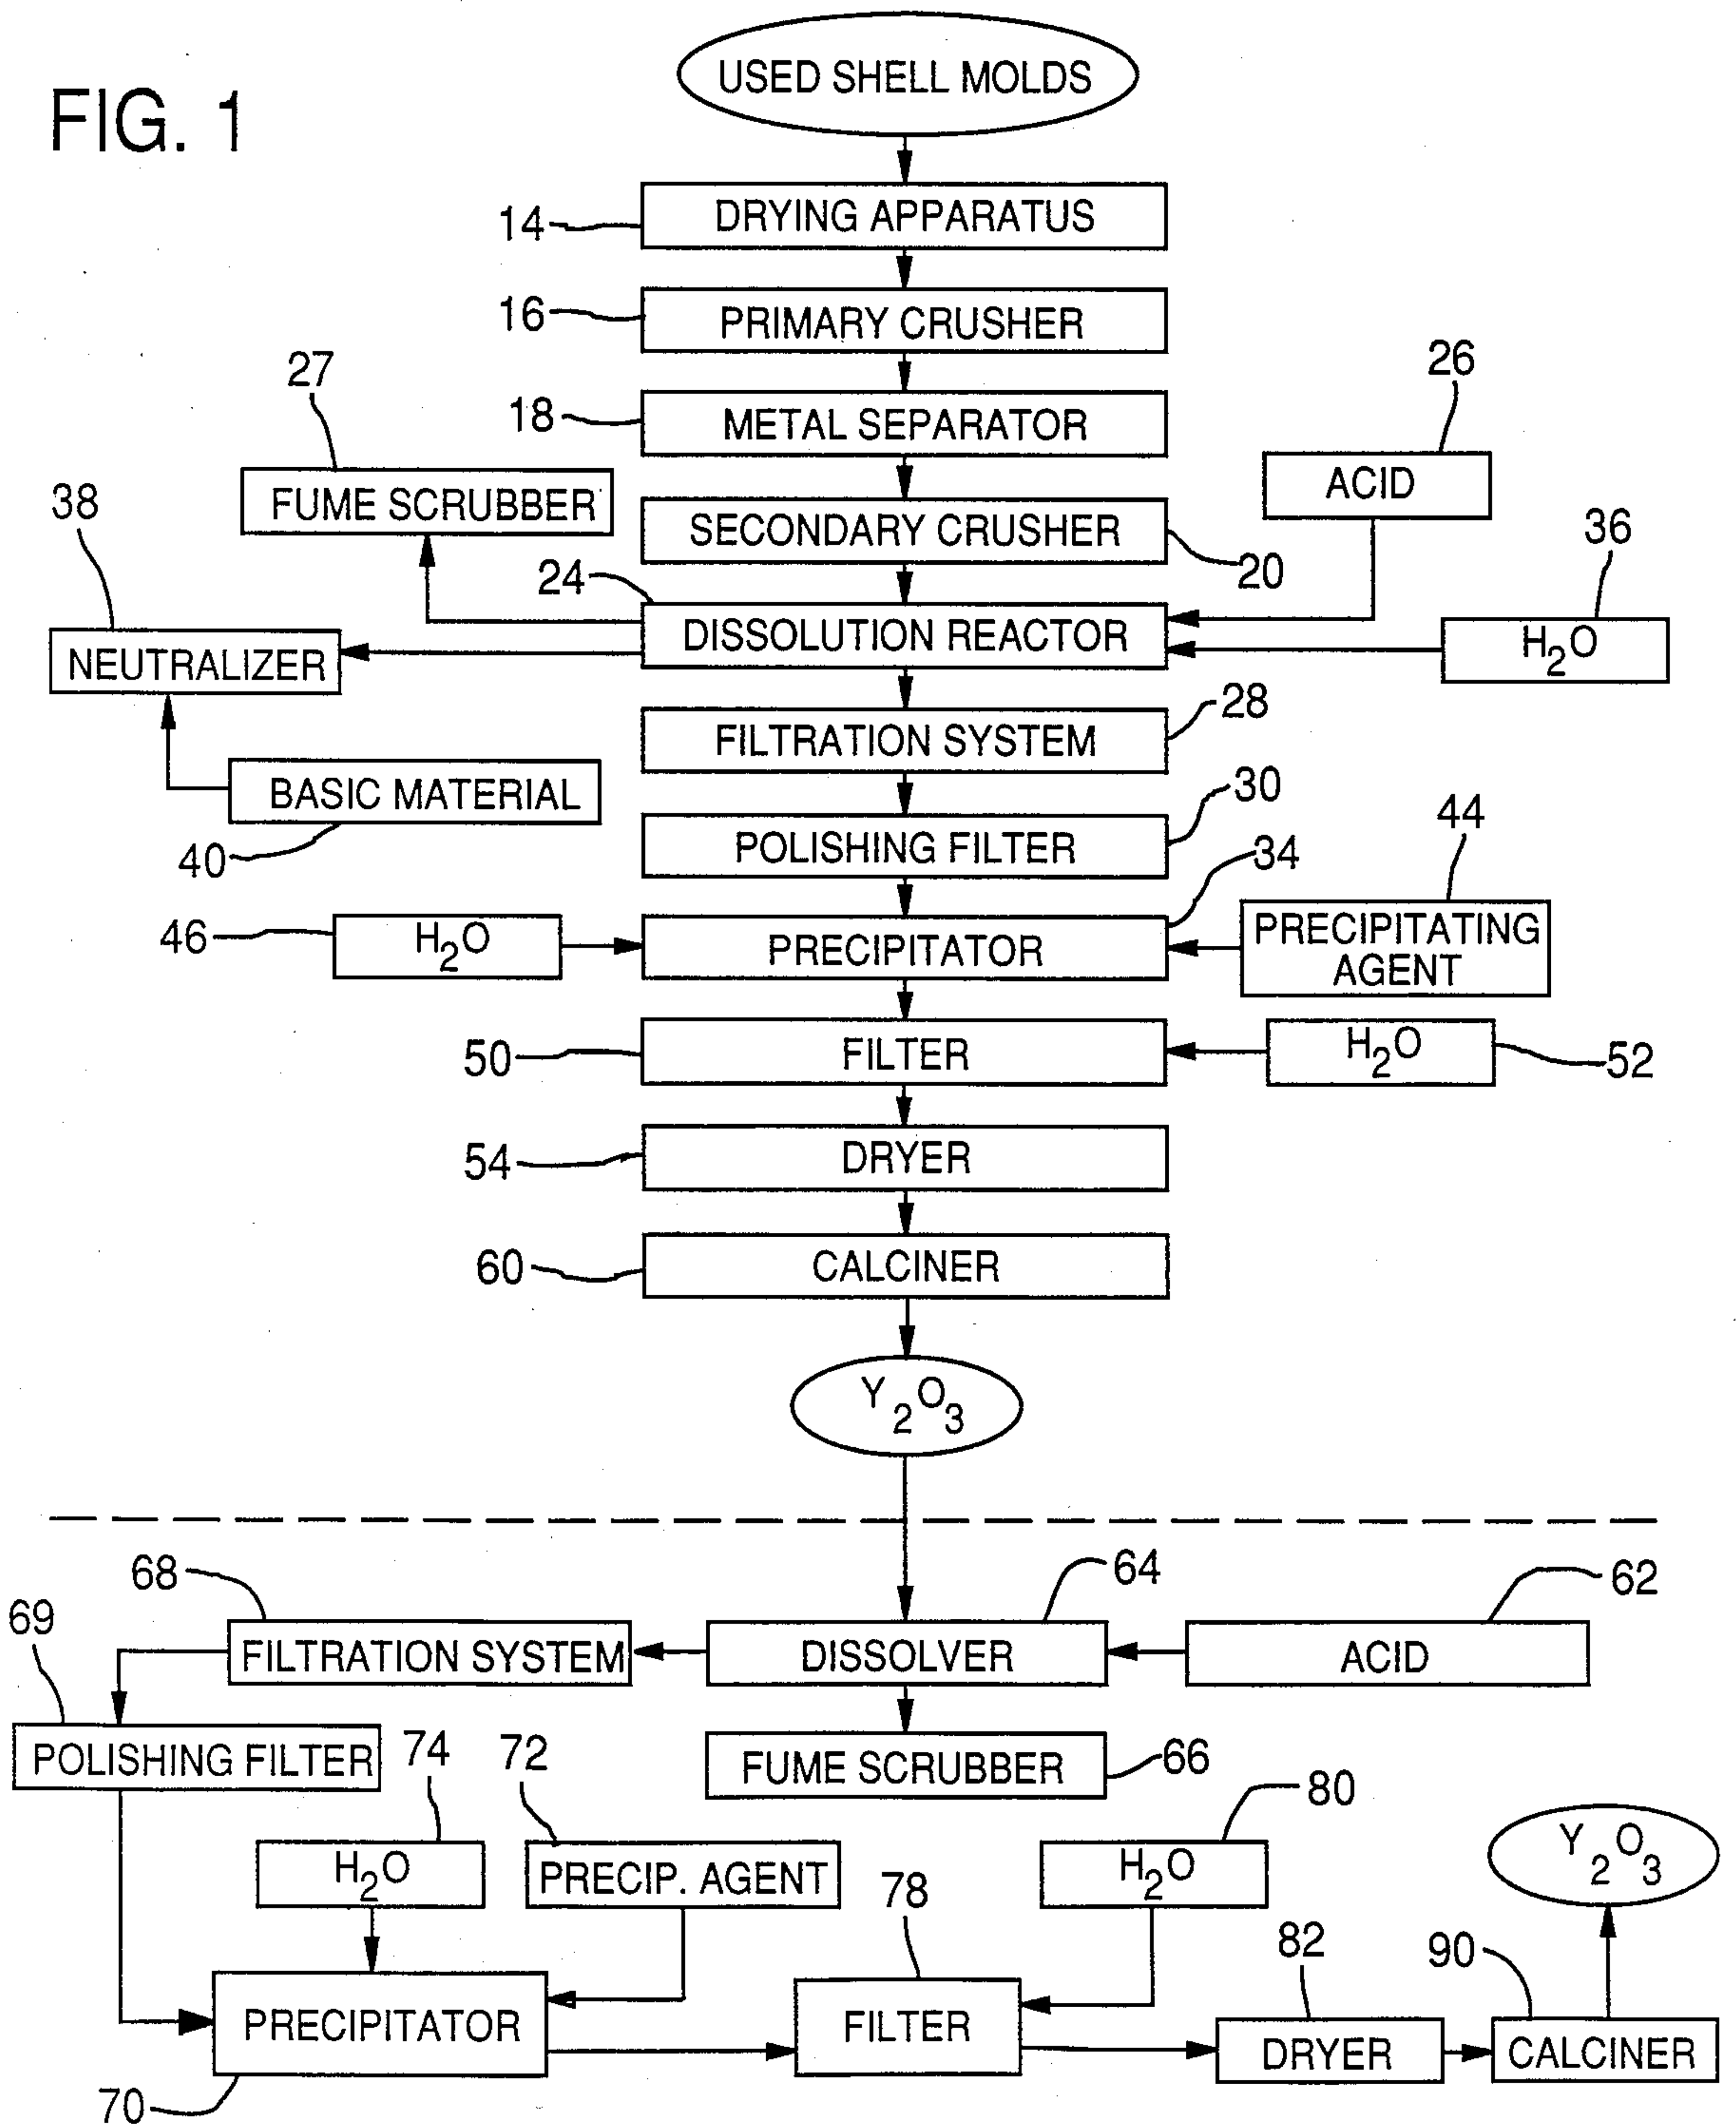 FIG. 1
USED SHELL MOLDS
14
DRYING APPARATUS
16
PRIMARY CRUSHER
27
18
METAL SEPARATOR
26
ACID
38
FUME SCRUBBER
SECONDARY CRUSHER
20
36
24
NEUTRALIZER
DISSOLUTION REACTOR
H2O
28
FILTRATION SYSTEM
BASIC MATERIAL
40
30
POLISHING FILTER
34
44
46
H2O
PRECIPITATOR
PRECIPITATING
AGENT
50
FILTER
H2O
52
54
DRYER
60
CALCINER
Y2O3
68
64
62
69
FILTRATION SYSTEM
DISSOLVER
ACID
POLISHING FILTER
74
72
FUME SCRUBBER
66
80
H2O
PRECIP. AGENT
78
H2O
Y2O3
82
90
PRECIPITATOR
FILTER
DRYER
CALCINER
70